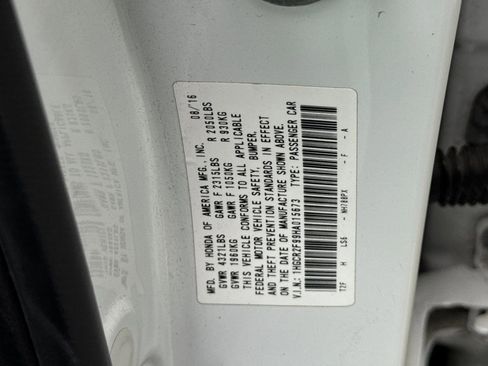 MFD. BY HONDA OF AMERICA MFG., INC. 08/16
GVWR 4321LBS GAWR F 2315LBS R 2050LBS
GVWR 1960KG GAWR F 1050KG R 930KG
THIS VEHICLE CONFORMS TO ALL APPLICABLE
FEDERAL MOTOR VEHICLE SAFETY, BUMPER,
AND THEFT PREVENTION STANDARDS IN EFFECT
ON THE DATE OF MANUFACTURE SHOWN ABOVE.
V.I.N.: 1HGCR2F99HA015673 TYPE: PASSENGER CAR
T2F H LS6 - NH788PX - F - A